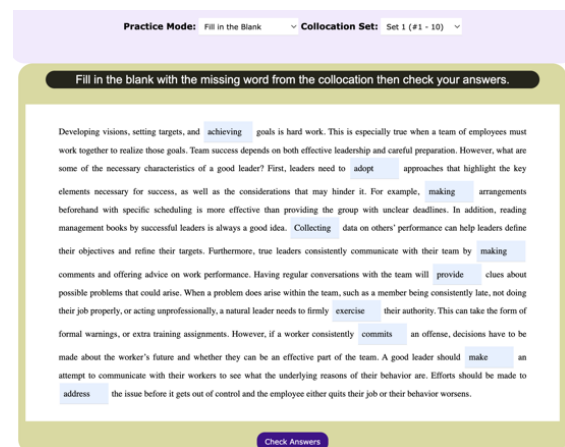 Practice Mode: Fill in the Blank Collocation Set: Set 1 (#1 - 10)
Fill in the blank with the missing word from the collocation then check your answers.
Developing visions, setting targets, and achieving goals is hard work. This is especially true when a team of employees must
work together to realize those goals. Team success depends on both effective leadership and careful preparation. However, what are
some of the necessary characteristics of a good leader? First, leaders need to adopt approaches that highlight the key
elements necessary for success, as well as the considerations that may hinder it. For example, making arrangements
beforehand with specific scheduling is more effective than providing the group with unclear deadlines. In addition, reading
management books by successful leaders is always a good idea. Collecting data on others' performance can help leaders define
their objectives and refine their targets. Furthermore, true leaders consistently communicate with their team by making
comments and offering advice on work performance. Having regular conversations with the team will provide clues about
possible problems that could arise. When a problem does arise within the team, such as a member being consistently late, not doing
their job properly, or acting unprofessionally, a natural leader needs to firmly exercise their authority. This can take the form of
formal warnings, or extra training assignments. However, if a worker consistently commits an offense, decisions have to be
made about the worker's future and whether they can be an effective part of the team. A good leader should make an
attempt to communicate with their workers to see what the underlying reasons of their behavior are. Efforts should be made to
address the issue before it gets out of control and the employee either quits their job or their behavior worsens.
Check Answers